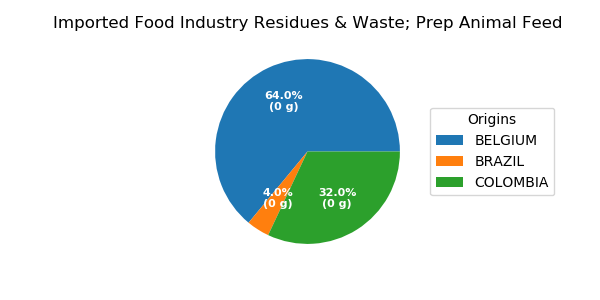 Imported Food Industry Residues & Waste; Prep Animal Feed
64.0%
(0 g)
4.0%
(0 g)
32.0%
(0 g)
Origins
BELGIUM
BRAZIL
COLOMBIA